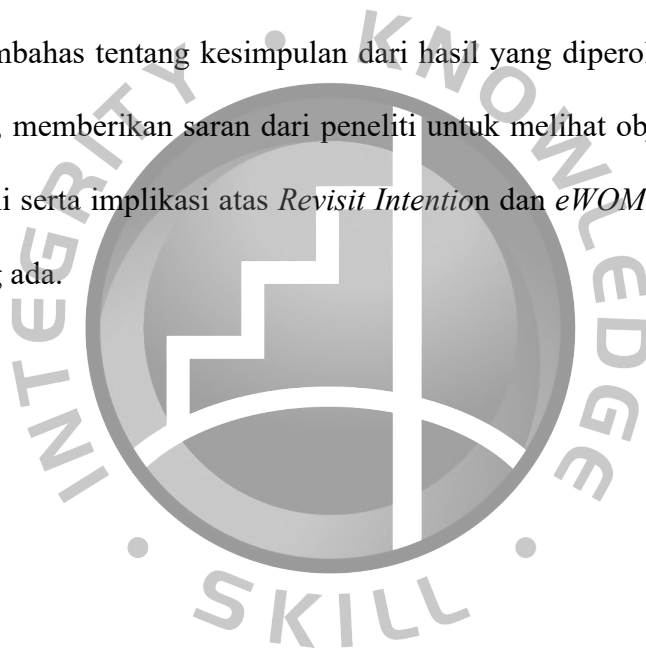 mbahas tentang kesimpulan dari hasil yang diperol
, memberikan saran dari peneliti untuk melihat obj
i serta implikasi atas Revisit Intention dan eWOM
g ada.
INTEGRITY • KNOWLEDGE • SKILL •